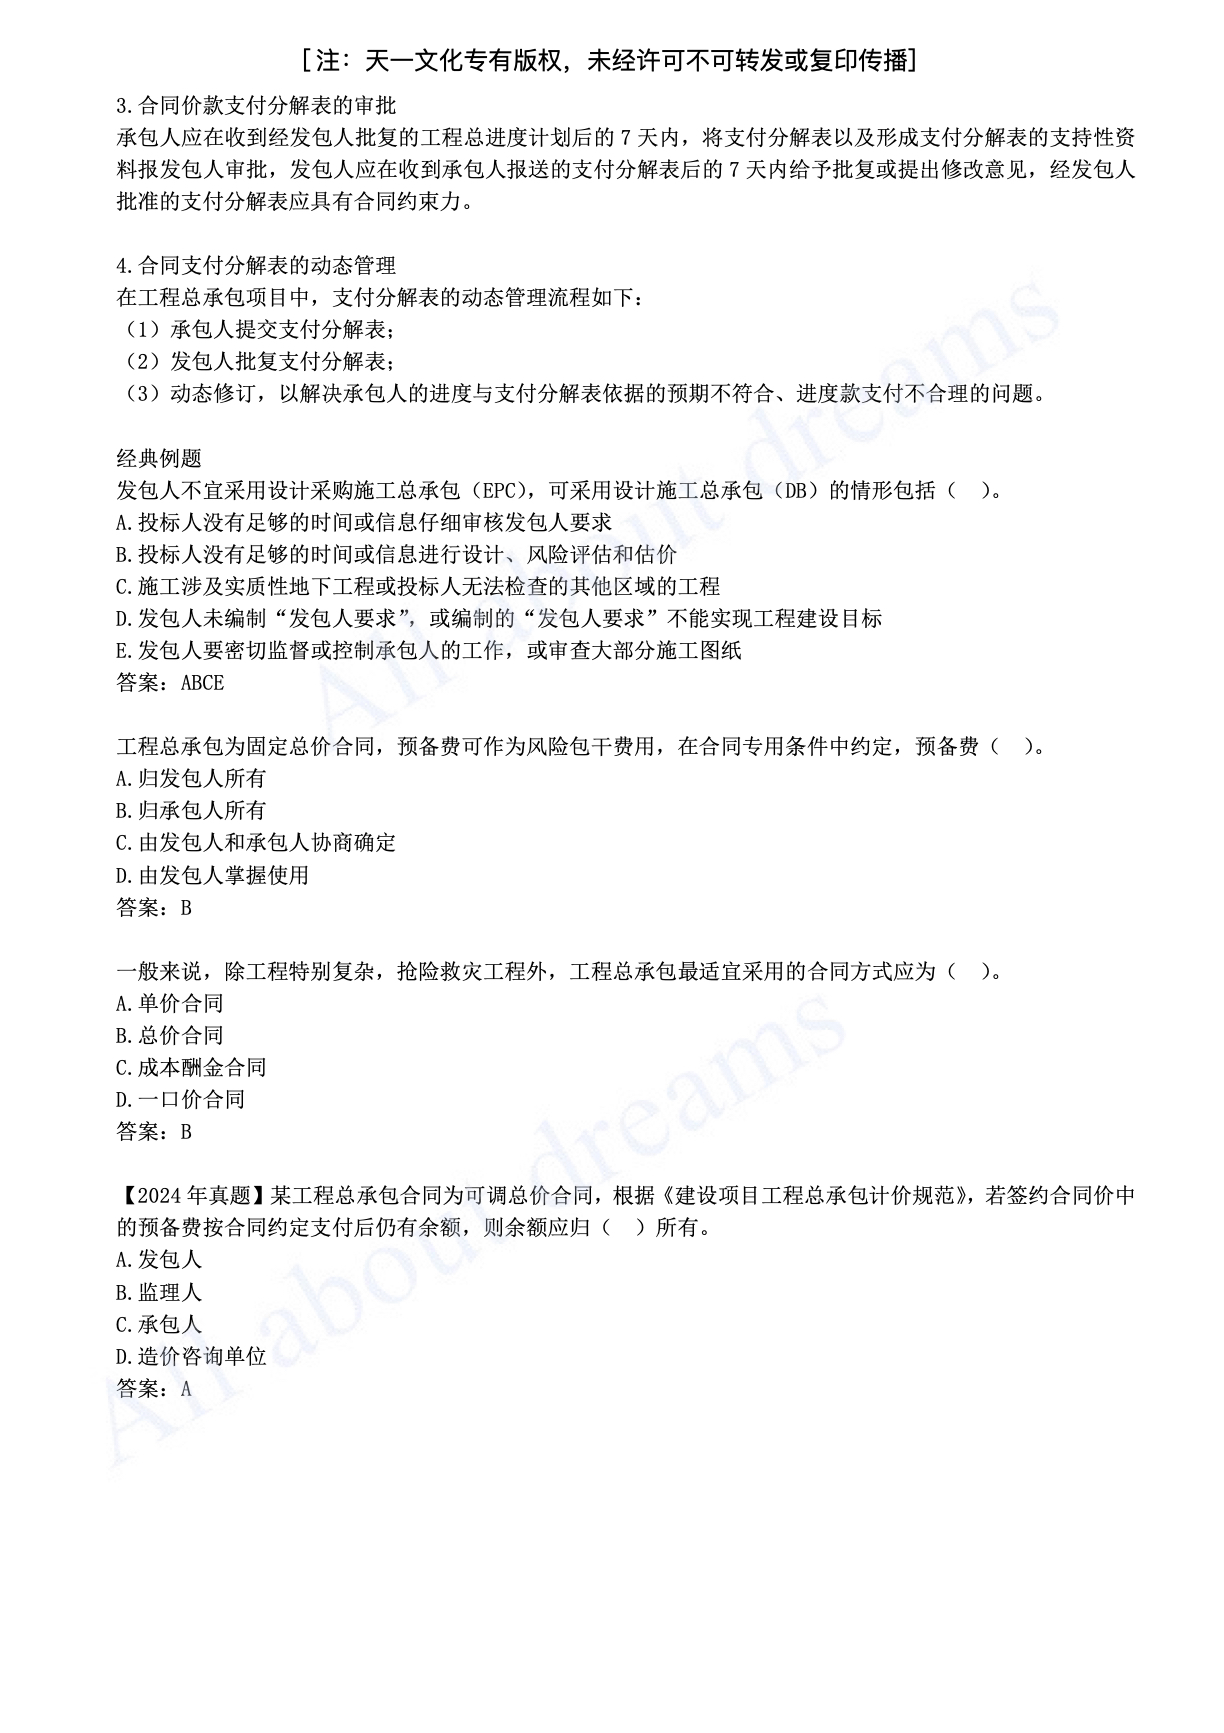 [注：天一文化专有版权，未经许可不可转发或复印传播]
3.合同价款支付分解表的审批
承包人应在收到经发包人批复的工程总进度计划后的 7 天内，将支付分解表以及形成支付分解表的支持性资
料报发包人审批，发包人应在收到承包人报送的支付分解表后的 7 天内给予批复或提出修改意见，经发包人
批准的支付分解表应具有合同约束力。
4.合同支付分解表的动态管理
在工程总承包项目中，支付分解表的动态管理流程如下：
（1）承包人提交支付分解表；
（2）发包人批复支付分解表；
（3）动态修订，以解决承包人的进度与支付分解表依据的预期不符合、进度款支付不合理的问题。
经典例题
发包人不宜采用设计采购施工总承包（EPC），可采用设计施工总承包（DB）的情形包括（ ）。
A.投标人没有足够的时间或信息仔细审核发包人要求
B.投标人没有足够的时间或信息进行设计、风险评估和估价
C.施工涉及实质性地下工程或投标人无法检查的其他区域的工程
D.发包人未编制“发包人要求”，或编制的“发包人要求”不能实现工程建设目标
E.发包人要密切监督或控制承包人的工作，或审查大部分施工图纸
答案：ABCE
工程总承包为固定总价合同，预备费可作为风险包干费用，在合同专用条件中约定，预备费（ ）。
A.归发包人所有
B.归承包人所有
C.由发包人和承包人协商确定
D.由发包人掌握使用
答案：B
一般来说，除工程特别复杂，抢险救灾工程外，工程总承包最适宜采用的合同方式应为（ ）。
A.单价合同
B.总价合同
C.成本酬金合同
D.一口价合同
答案：B
【2024 年真题】某工程总承包合同为可调总价合同，根据《建设项目工程总承包计价规范》，若签约合同价中
的预备费按合同约定支付后仍有余额，则余额应归（ ）所有。
A.发包人
B.监理人
C.承包人
D.造价咨询单位
答案：A
All about dreams
All about dreams